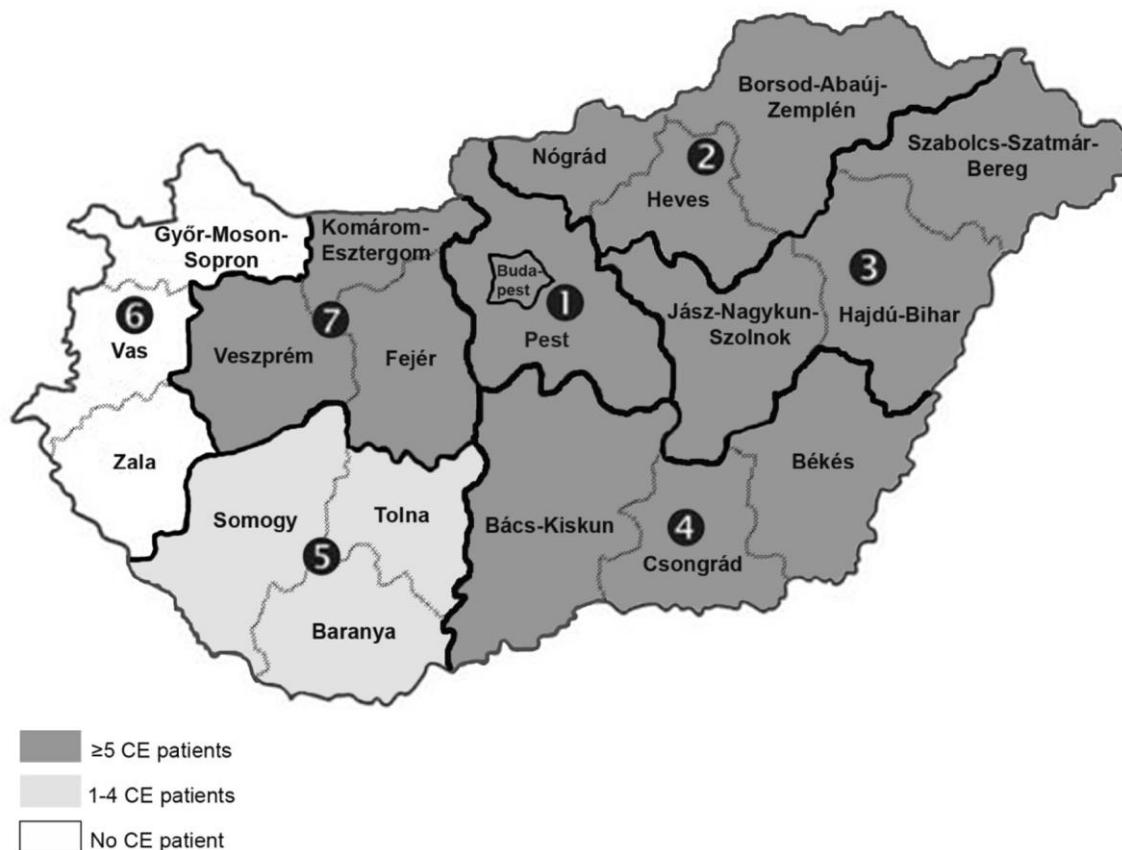 Borsod-Abaúj-
Zemplén
Szabolcs-Szatmár-
Bereg
Nógrád
2
Heves
Komárom-
Esztergom
Győr-Moson-
Sopron
Buda-
pest
1
Pest
3
Hajdú-Bihar
Jász-Nagykun-
Szolnok
6
Vas
7
Veszprém
Fejér
Zala
Somogy
Tolna
5
Baranya
Bács-Kiskun
4
Csongrád
Békés
≥5 CE patients
1-4 CE patients
No CE patient